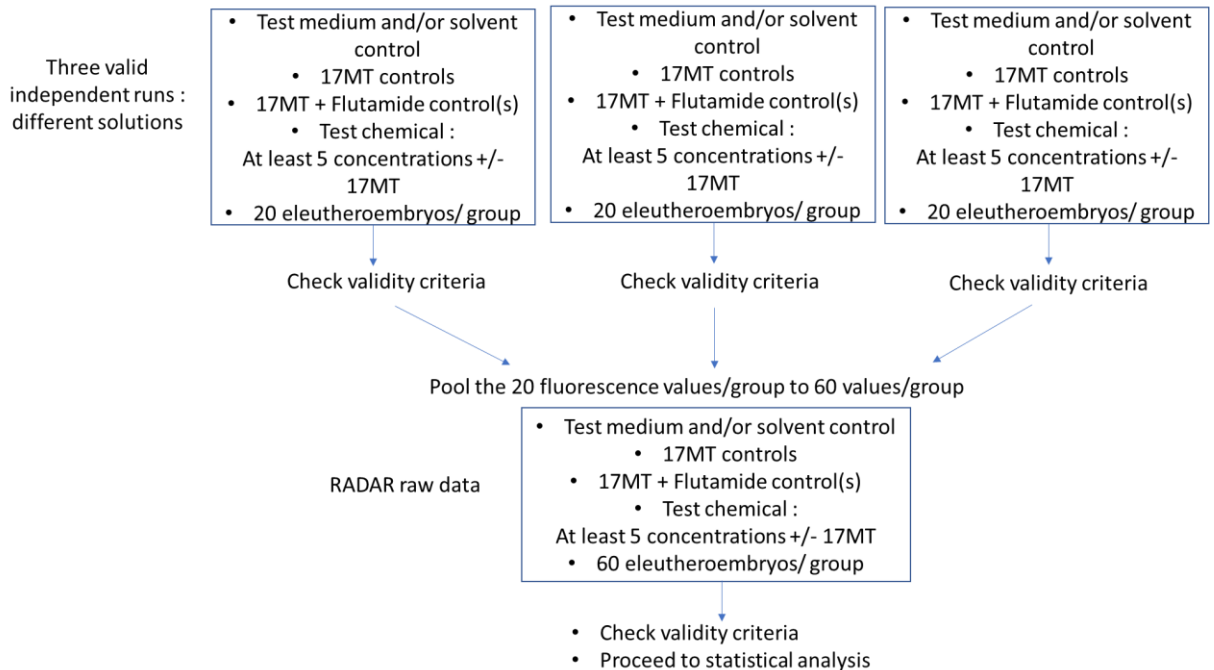 Three valid
independent runs :
different solutions
• Test medium and/or solvent
control
• 17MT controls
• 17MT + Flutamide control(s)
• Test chemical :
At least 5 concentrations +/-
17MT
• 20 eleutheroembryos/ group
• Test medium and/or solvent
control
• 17MT controls
• 17MT + Flutamide control(s)
• Test chemical :
At least 5 concentrations +/-
17MT
• 20 eleutheroembryos/ group
• Test medium and/or solvent
control
• 17MT controls
• 17MT + Flutamide control(s)
• Test chemical :
At least 5 concentrations +/-
17MT
• 20 eleutheroembryos/ group
Check validity criteria
Check validity criteria
Check validity criteria
Pool the 20 fluorescence values/group to 60 values/group
RADAR raw data
• Test medium and/or solvent control
• 17MT controls
• 17MT + Flutamide control(s)
• Test chemical :
At least 5 concentrations +/- 17MT
• 60 eleutheroembryos/ group
• Check validity criteria
• Proceed to statistical analysis